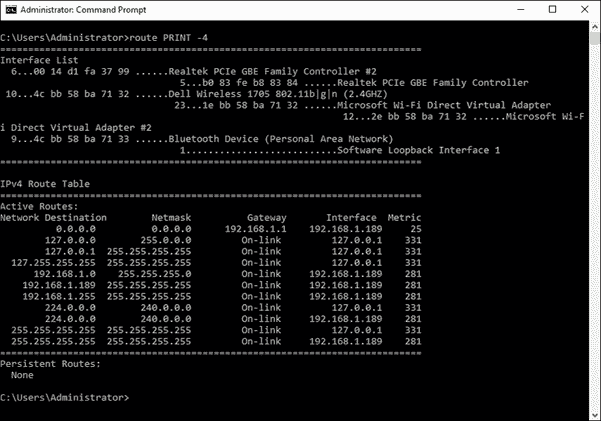 Administrator: Command Prompt
C:\Users\Administrator>route PRINT -4
===========================================================================
Interface List
  6...00 14 d1 fa 37 99 ......Realtek PCIe GBE Family Controller #2
                              5...b0 83 fe b8 83 84 ......Realtek PCIe GBE Family Controller
 10...4c bb 58 ba 71 32 ......Dell Wireless 1705 802.11b|g|n (2.4GHZ)
                             23...1e bb 58 ba 71 32 ......Microsoft Wi-Fi Direct Virtual Adapter
                                                         12...2e bb 58 ba 71 32 ......Microsoft Wi-F
i Direct Virtual Adapter #2
  9...4c bb 58 ba 71 33 ......Bluetooth Device (Personal Area Network)
                              1...........................Software Loopback Interface 1
===========================================================================
IPv4 Route Table
===========================================================================
Active Routes:
Network Destination        Netmask          Gateway       Interface  Metric
          0.0.0.0          0.0.0.0      192.168.1.1    192.168.1.189     25
        127.0.0.0        255.0.0.0         On-link         127.0.0.1    331
        127.0.0.1  255.255.255.255         On-link         127.0.0.1    331
  127.255.255.255  255.255.255.255         On-link         127.0.0.1    331
      192.168.1.0    255.255.255.0         On-link     192.168.1.189    281
    192.168.1.189  255.255.255.255         On-link     192.168.1.189    281
    192.168.1.255  255.255.255.255         On-link     192.168.1.189    281
        224.0.0.0        240.0.0.0         On-link         127.0.0.1    331
        224.0.0.0        240.0.0.0         On-link     192.168.1.189    281
  255.255.255.255  255.255.255.255         On-link         127.0.0.1    331
  255.255.255.255  255.255.255.255         On-link     192.168.1.189    281
===========================================================================
Persistent Routes:
  None
C:\Users\Administrator>